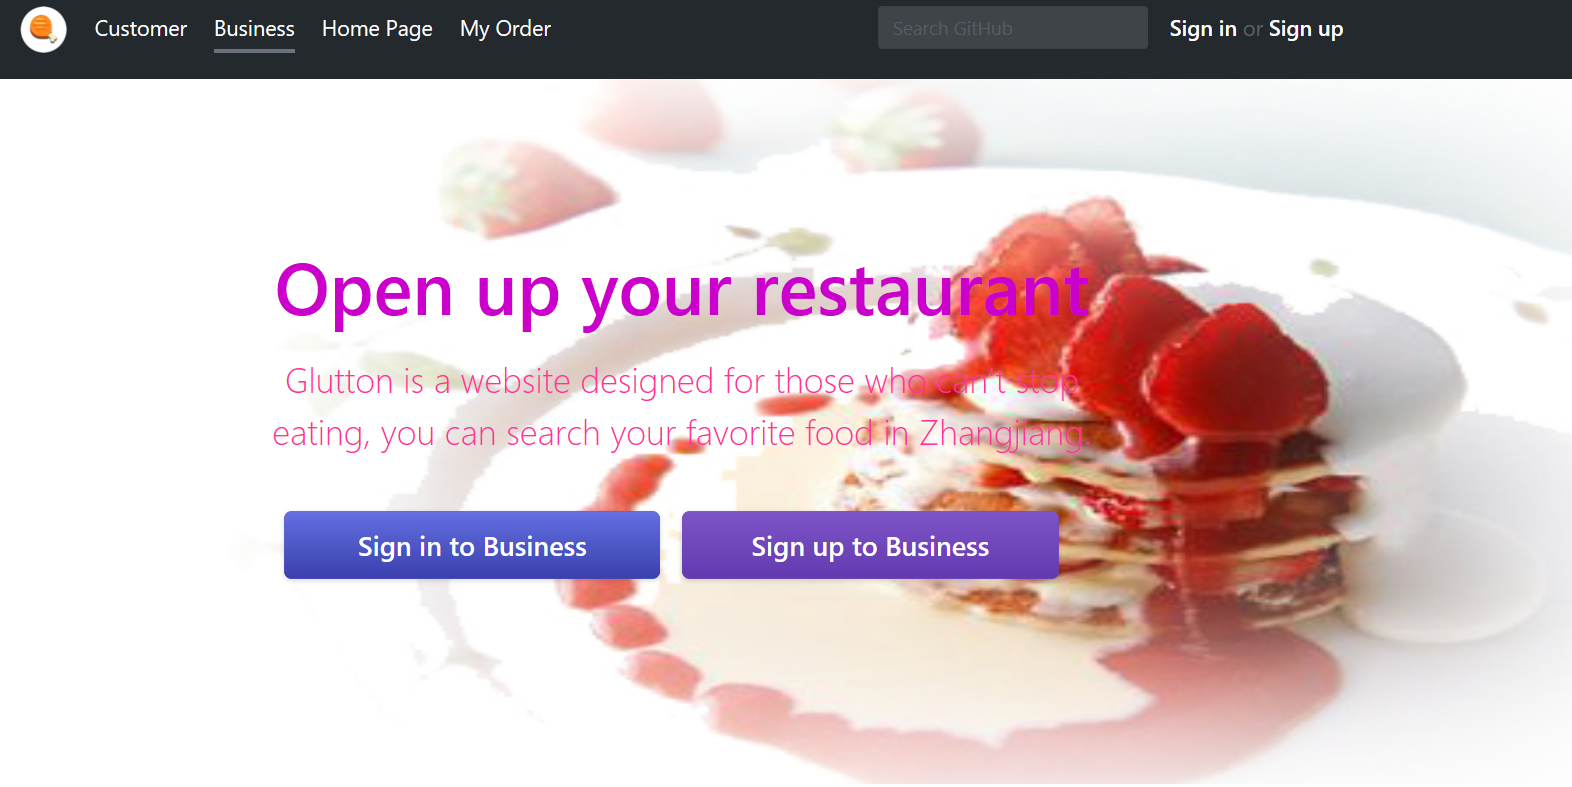 Customer Business Home Page My Order Search GitHub Sign in or Sign up
Open up your restaurant
Glutton is a website designed for those who can't stop
eating, you can search your favorite food in Zhangjiang.
Sign in to Business Sign up to Business